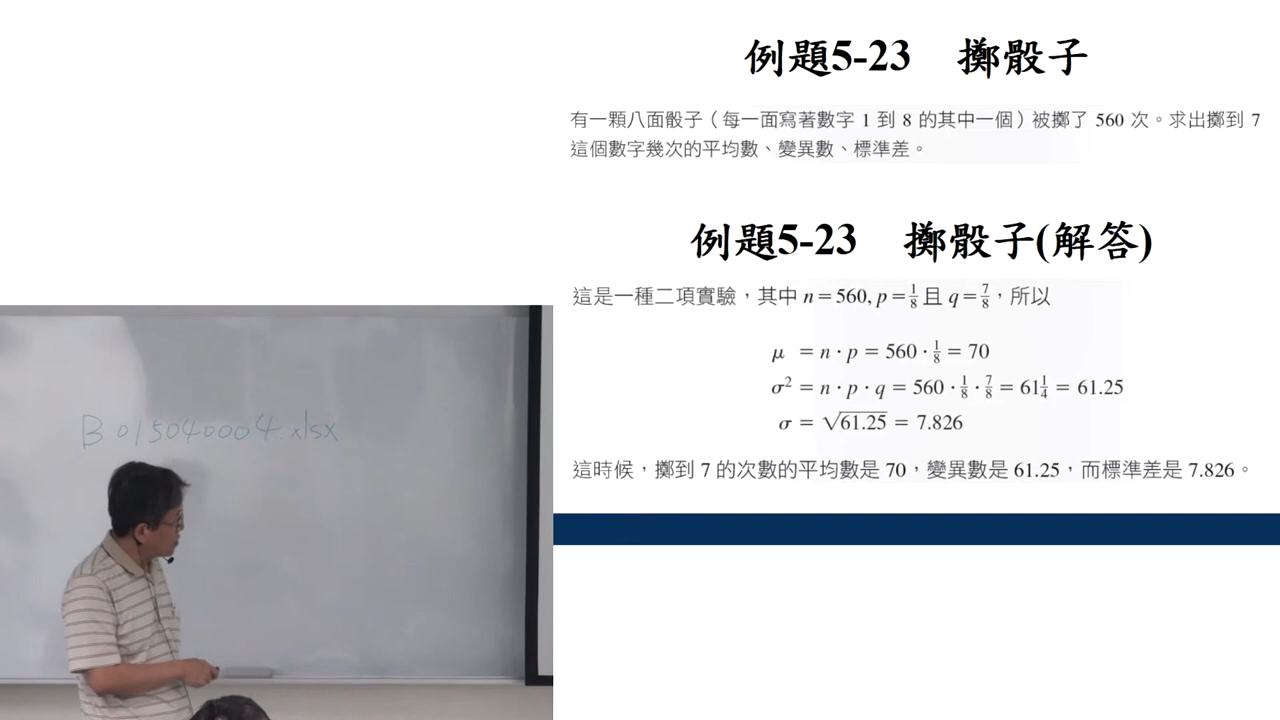 例題5-23 擲骰子
有一顆八面骰子（每一面寫著數字 1 到 8 的其中一個）被擲了 560 次。求出擲到 7
這個數字幾次的平均數、變異數、標準差。
例題5-23 擲骰子(解答)
這是一種二項實驗，其中 n = 560, p = 1/8 且 q = 7/8，所以
μ = n · p = 560 · 1/8 = 70
σ² = n · p · q = 560 · 1/8 · 7/8 = 61 1/4 = 61.25
σ = √61.25 = 7.826
這時候，擲到 7 的次數的平均數是 70，變異數是 61.25，而標準差是 7.826。
B015040004.xlsx